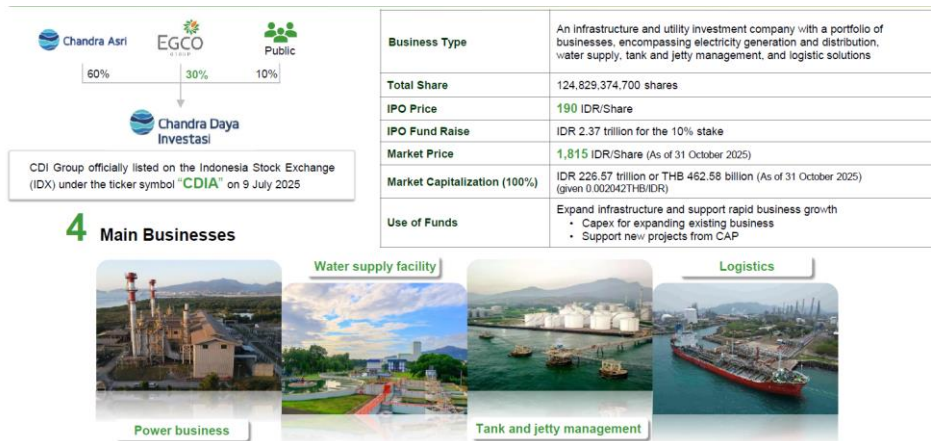 Chandra Asri
EGCO
GROUP
Public
60%
30%
10%
Chandra Daya
Investasi
CDI Group officially listed on the Indonesia Stock Exchange
(IDX) under the ticker symbol "CDIA" on 9 July 2025
Business Type
An infrastructure and utility investment company with a portfolio of
businesses, encompassing electricity generation and distribution,
water supply, tank and jetty management, and logistic solutions
Total Share
124,829,374,700 shares
IPO Price
190 IDR/Share
IPO Fund Raise
IDR 2.37 trillion for the 10% stake
Market Price
1,815 IDR/Share (As of 31 October 2025)
Market Capitalization (100%)
IDR 226.57 trillion or THB 462.58 billion (As of 31 October 2025)
(given 0.002042THB/IDR)
Use of Funds
Expand infrastructure and support rapid business growth
• Capex for expanding existing business
• Support new projects from CAP
4 Main Businesses
Power business
Water supply facility
Tank and jetty management
Logistics